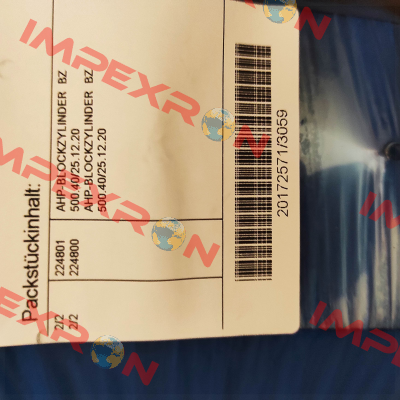 Packstückinhalt:
2/2 224801 AHP-BLOCKZYLINDER BZ
500.40/25.12.20
2/2 224800 AHP-BLOCKZYLINDER BZ
500.40/25.12.20
20172571/3059
IMPEXRON
IMPEXRON
IMPEXRON
IMPEXRON